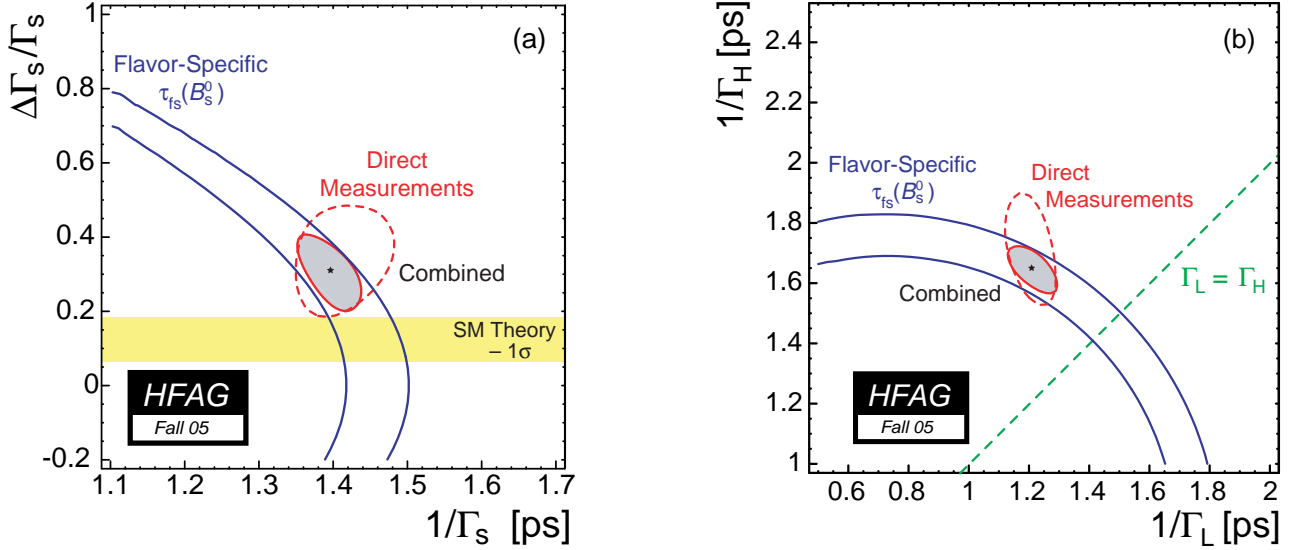 (a)
ΔΓs/Γs
Flavor-Specific
τfs(B0s)
Direct
Measurements
Combined
SM Theory
– 1σ
HFAG
Fall 05
1
0.8
0.6
0.4
0.2
0
-0.2
1.1 1.2 1.3 1.4 1.5 1.6 1.7
1/Γs [ps]
(b)
1/ΓH [ps]
Flavor-Specific
τfs(B0s)
Direct
Measurements
Combined
ΓL = ΓH
HFAG
Fall 05
2.4
2.2
2
1.8
1.6
1.4
1.2
1
0.6 0.8 1 1.2 1.4 1.6 1.8 2
1/ΓL [ps]